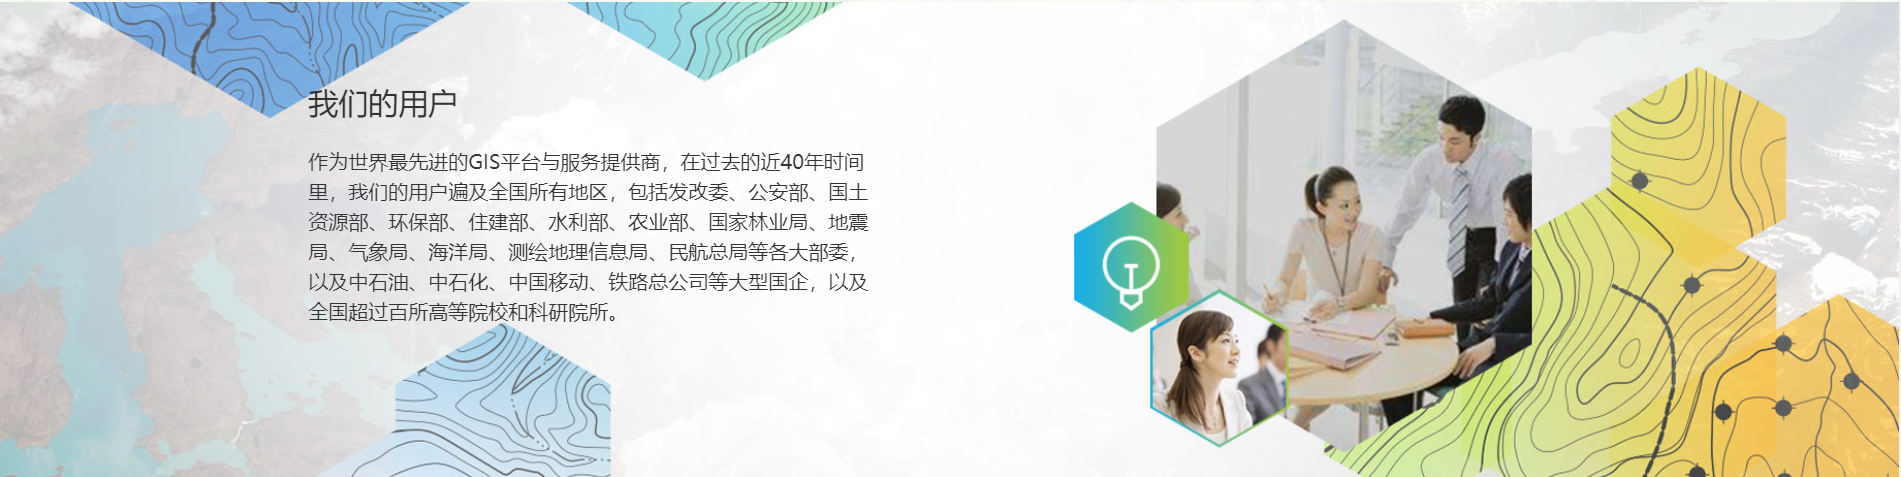 我们的用户
作为世界最先进的GIS平台与服务提供商，在过去的近40年时间
里，我们的用户遍及全国所有地区，包括发改委、公安部、国土
资源部、环保部、住建部、水利部、农业部、国家林业局、地震
局、气象局、海洋局、测绘地理信息局、民航总局等各大部委，
以及中石油、中石化、中国移动、铁路总公司等大型国企，以及
全国超过百所高等院校和科研院所。